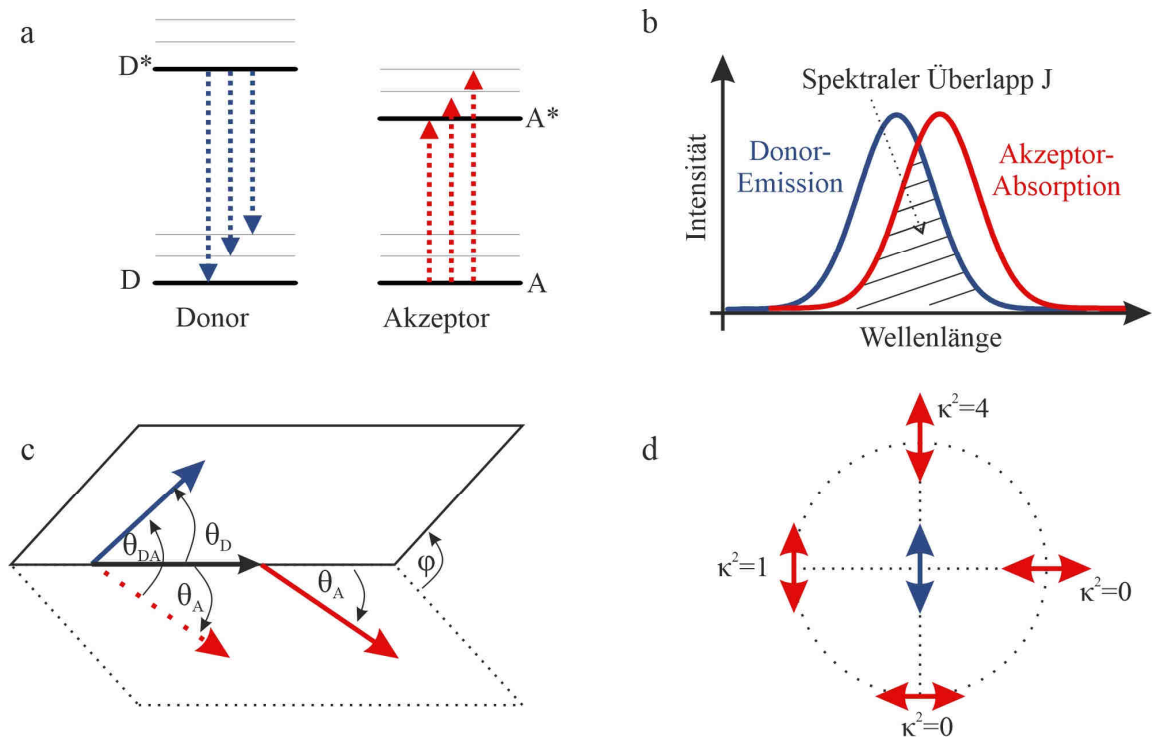 a
D*
A*
D
A
Donor
Akzeptor
b
Spektraler Überlapp J
Donor-
Emission
Akzeptor-
Absorption
Intensität
Wellenlänge
c
θDA
θD
θA
θA
φ
d
κ²=4
κ²=1
κ²=0
κ²=0